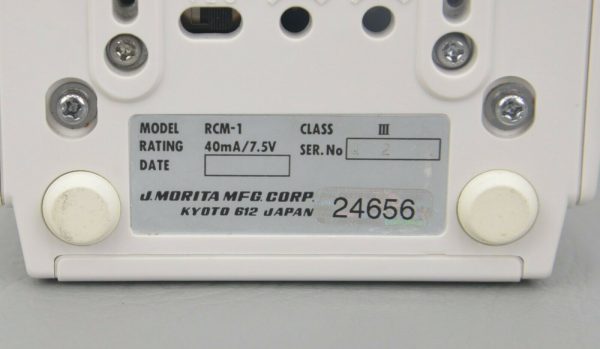 MODEL RCM-1 CLASS III
RATING 40mA/7.5V SER. No 2
DATE
J. MORITA MFG. CORP.
KYOTO 612 JAPAN 24656